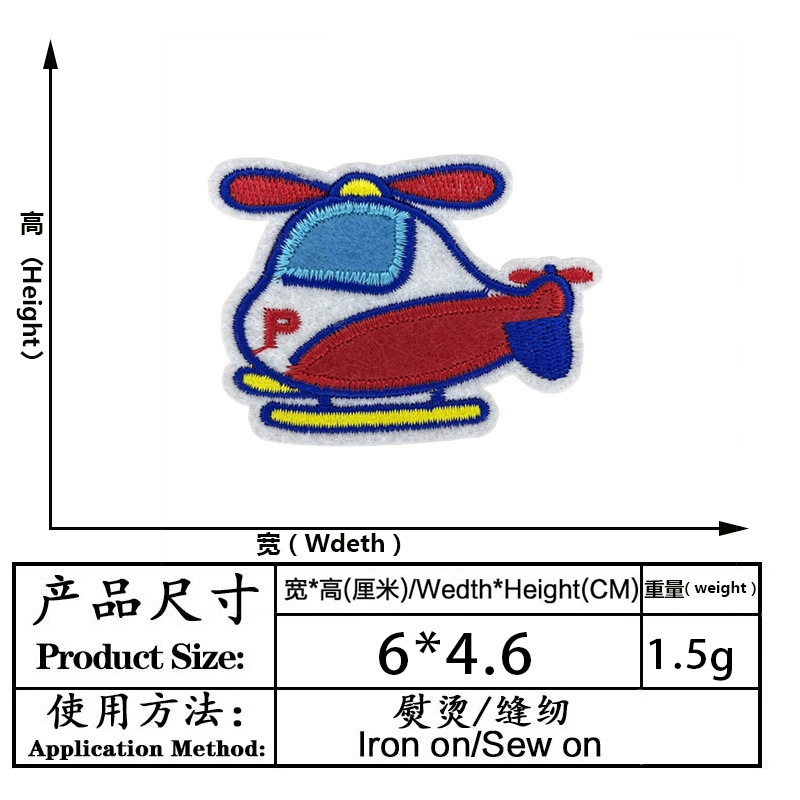 高（Height）
P
宽（Wdeth）
产品尺寸
Product Size:
宽*高(厘米)/Wedth*Height(CM)
重量(weight)
6*4.6
1.5g
使用方法:
Application Method:
熨烫/缝纫
Iron on/Sew on